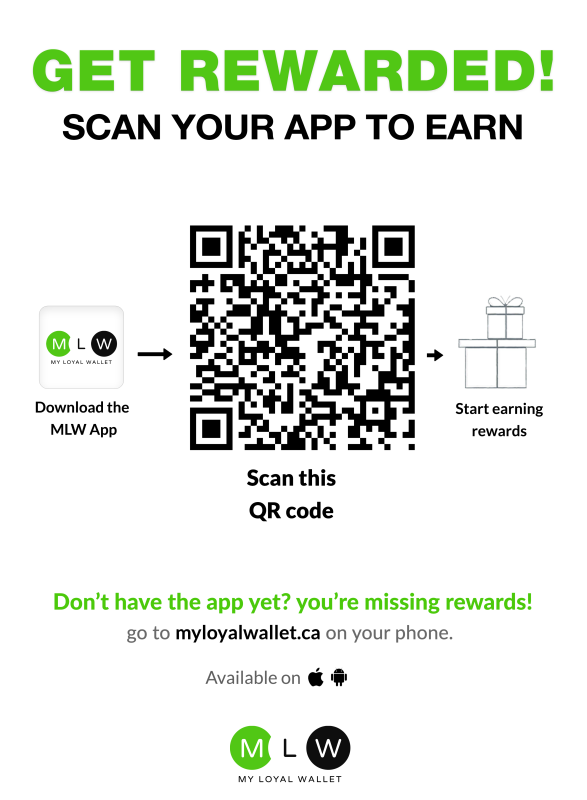 GET REWARDED!
SCAN YOUR APP TO EARN
M L W
MY LOYAL WALLET
Download the
MLW App
Scan this
QR code
Start earning
rewards
Don’t have the app yet? you’re missing rewards!
go to myloyalwallet.ca on your phone.
Available on
M L W
MY LOYAL WALLET